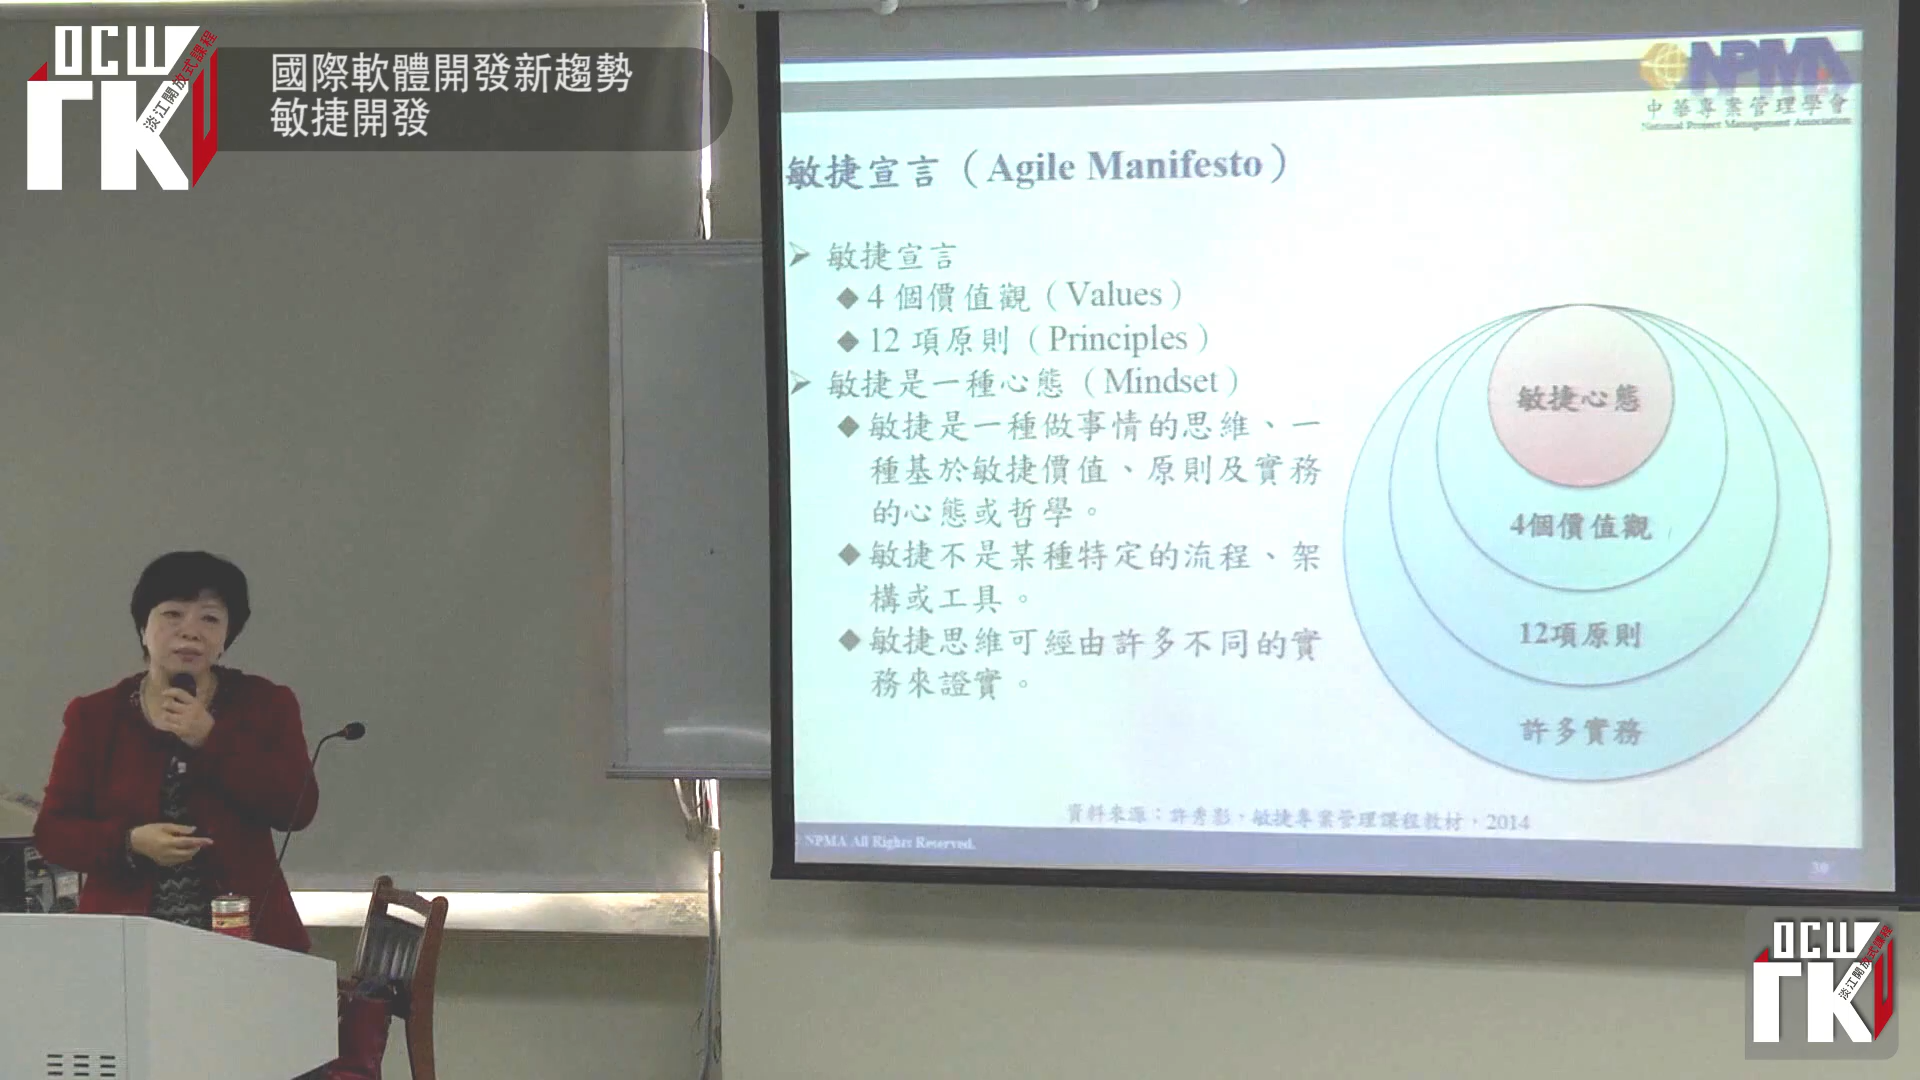 OCW
TKU
淡江開放式課程
國際軟體開發新趨勢
敏捷開發
NPMA
中華專案管理學會
National Project Management Association
敏捷宣言（Agile Manifesto）
➢ 敏捷宣言
◆ 4 個價值觀（Values）
◆ 12 項原則（Principles）
➢ 敏捷是一種心態（Mindset）
◆ 敏捷是一種做事情的思維、一
種基於敏捷價值、原則及實務
的心態或哲學。
◆ 敏捷不是某種特定的流程、架
構或工具。
◆ 敏捷思維可經由許多不同的實
務來證實。
敏捷心態
4個價值觀
12項原則
許多實務
資料來源：許秀影，敏捷專案管理課程教材，2014
NPMA All Rights Reserved.
30
OCW
TKU
淡江開放式課程